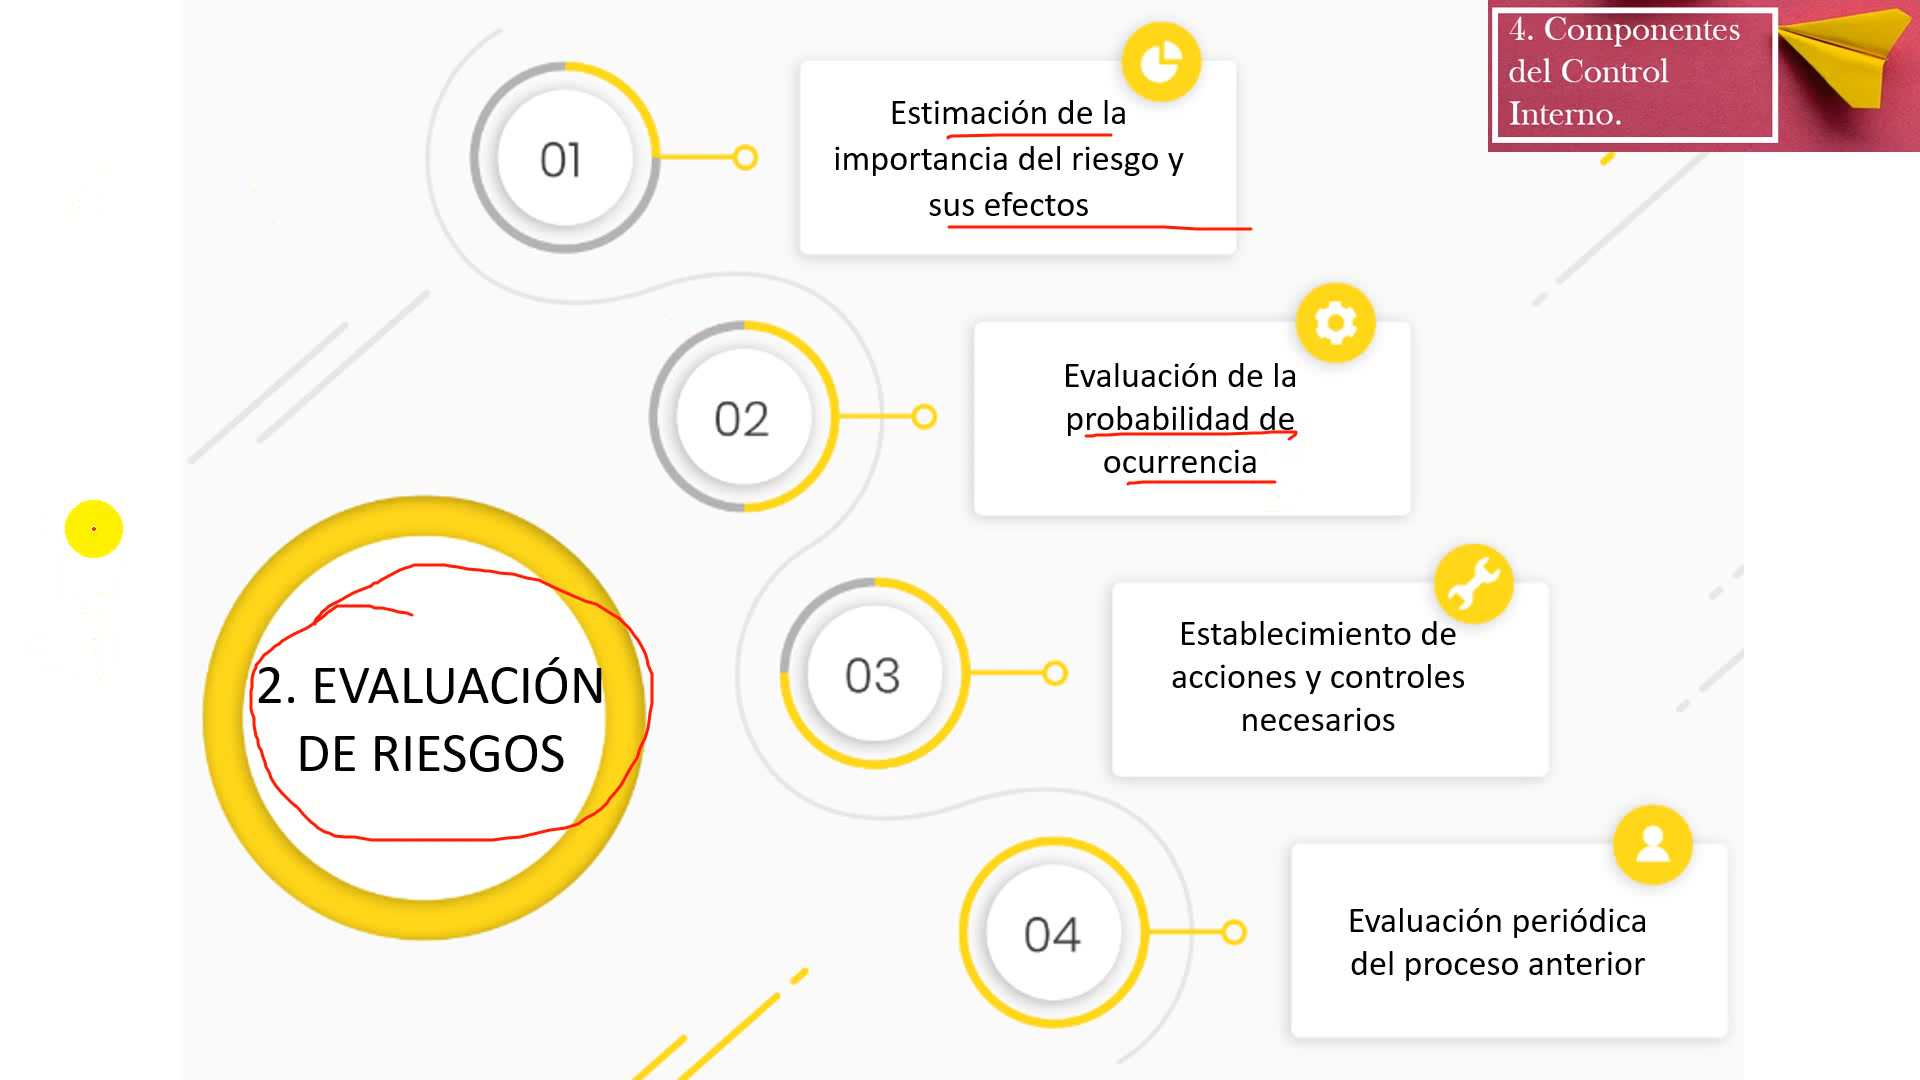 4. Componentes
del Control
Interno.
01
Estimación de la
importancia del riesgo y
sus efectos
02
Evaluación de la
probabilidad de
ocurrencia
2. EVALUACIÓN
DE RIESGOS
03
Establecimiento de
acciones y controles
necesarios
04
Evaluación periódica
del proceso anterior